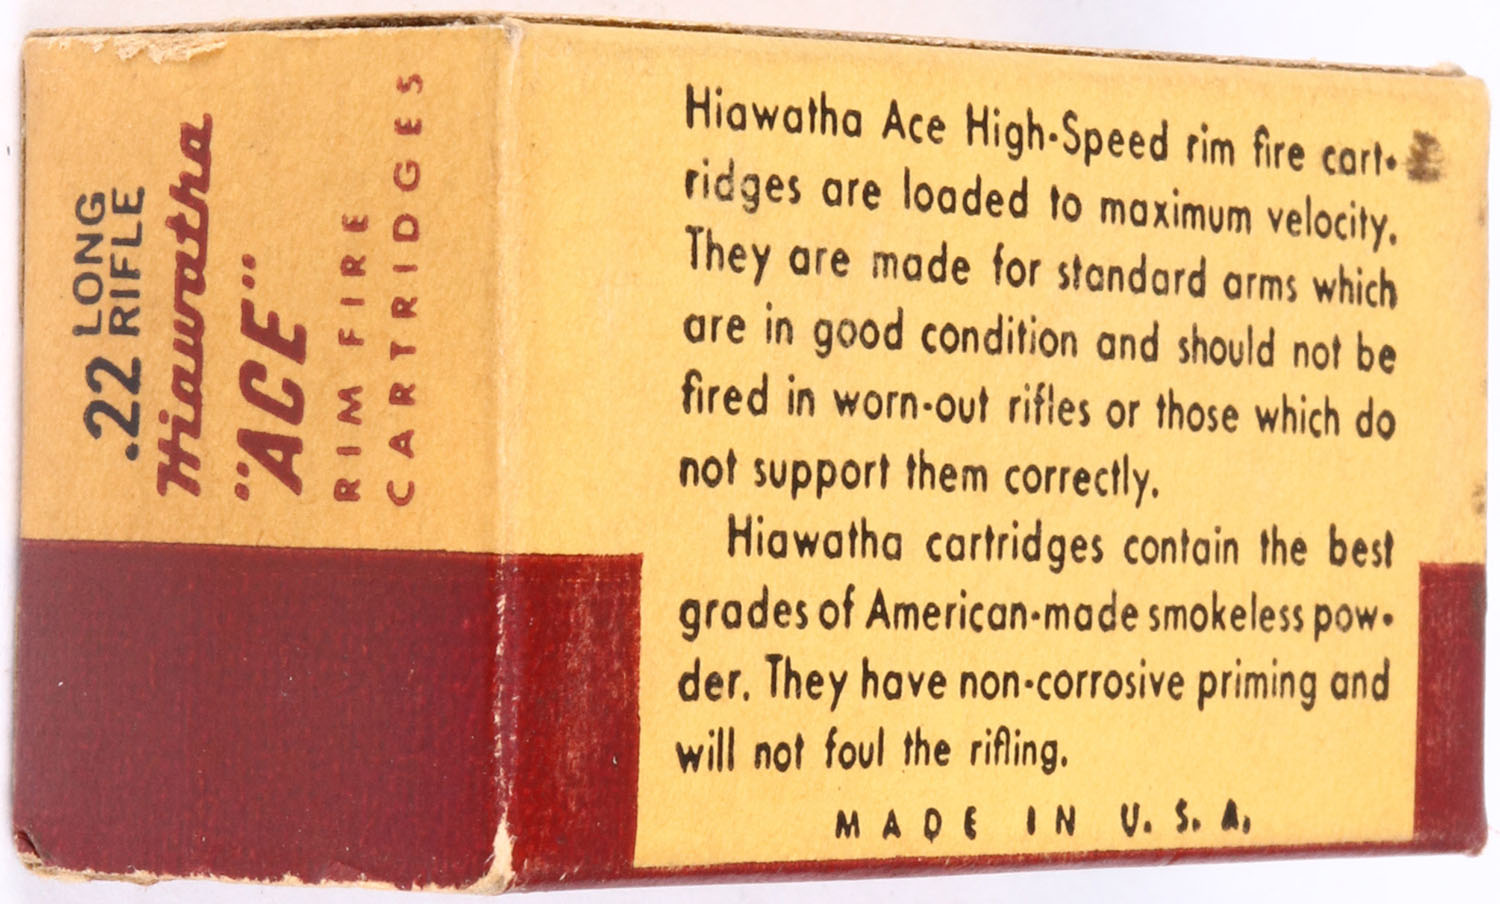 .22 LONG
RIFLE
Hiawatha
"ACE"
RIM FIRE
CARTRIDGES
Hiawatha Ace High-Speed rim fire cart-
ridges are loaded to maximum velocity.
They are made for standard arms which
are in good condition and should not be
fired in worn-out rifles or those which do
not support them correctly.
Hiawatha cartridges contain the best
grades of American-made smokeless pow-
der. They have non-corrosive priming and
will not foul the rifling.
MADE IN U.S.A.